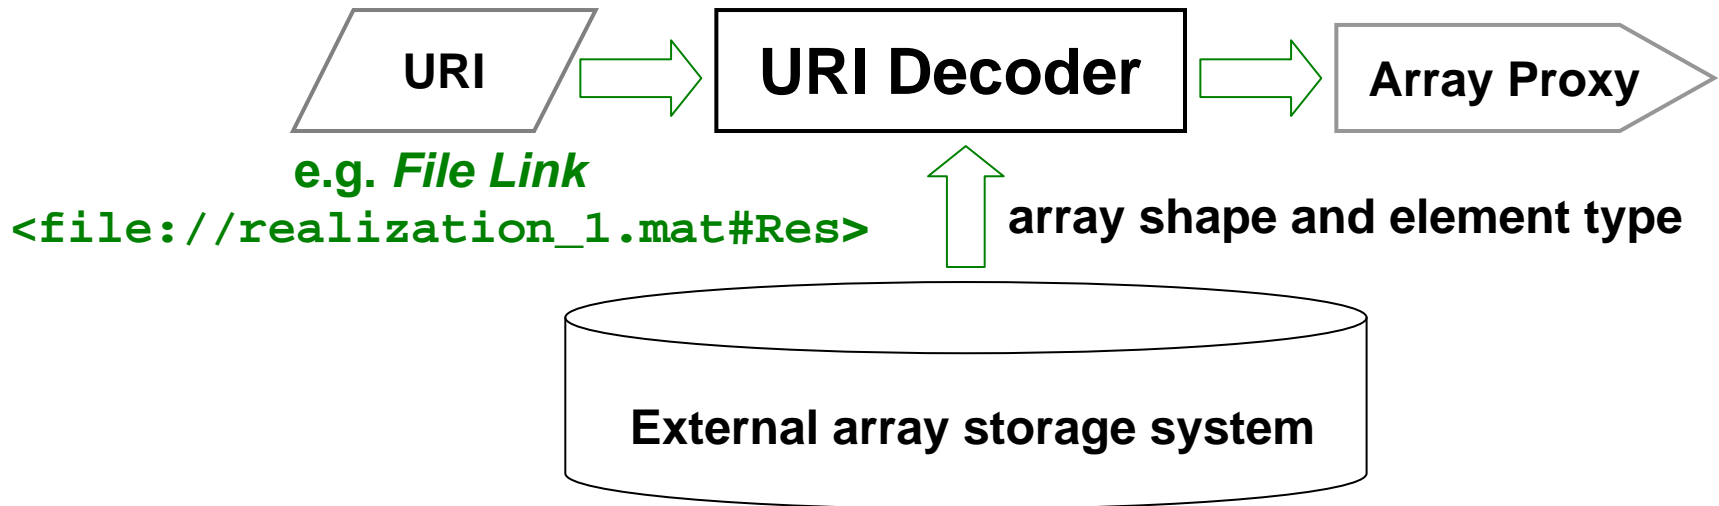 URI
URI Decoder
Array Proxy
e.g. File Link
<file://realization_1.mat#Res>
array shape and element type
External array storage system